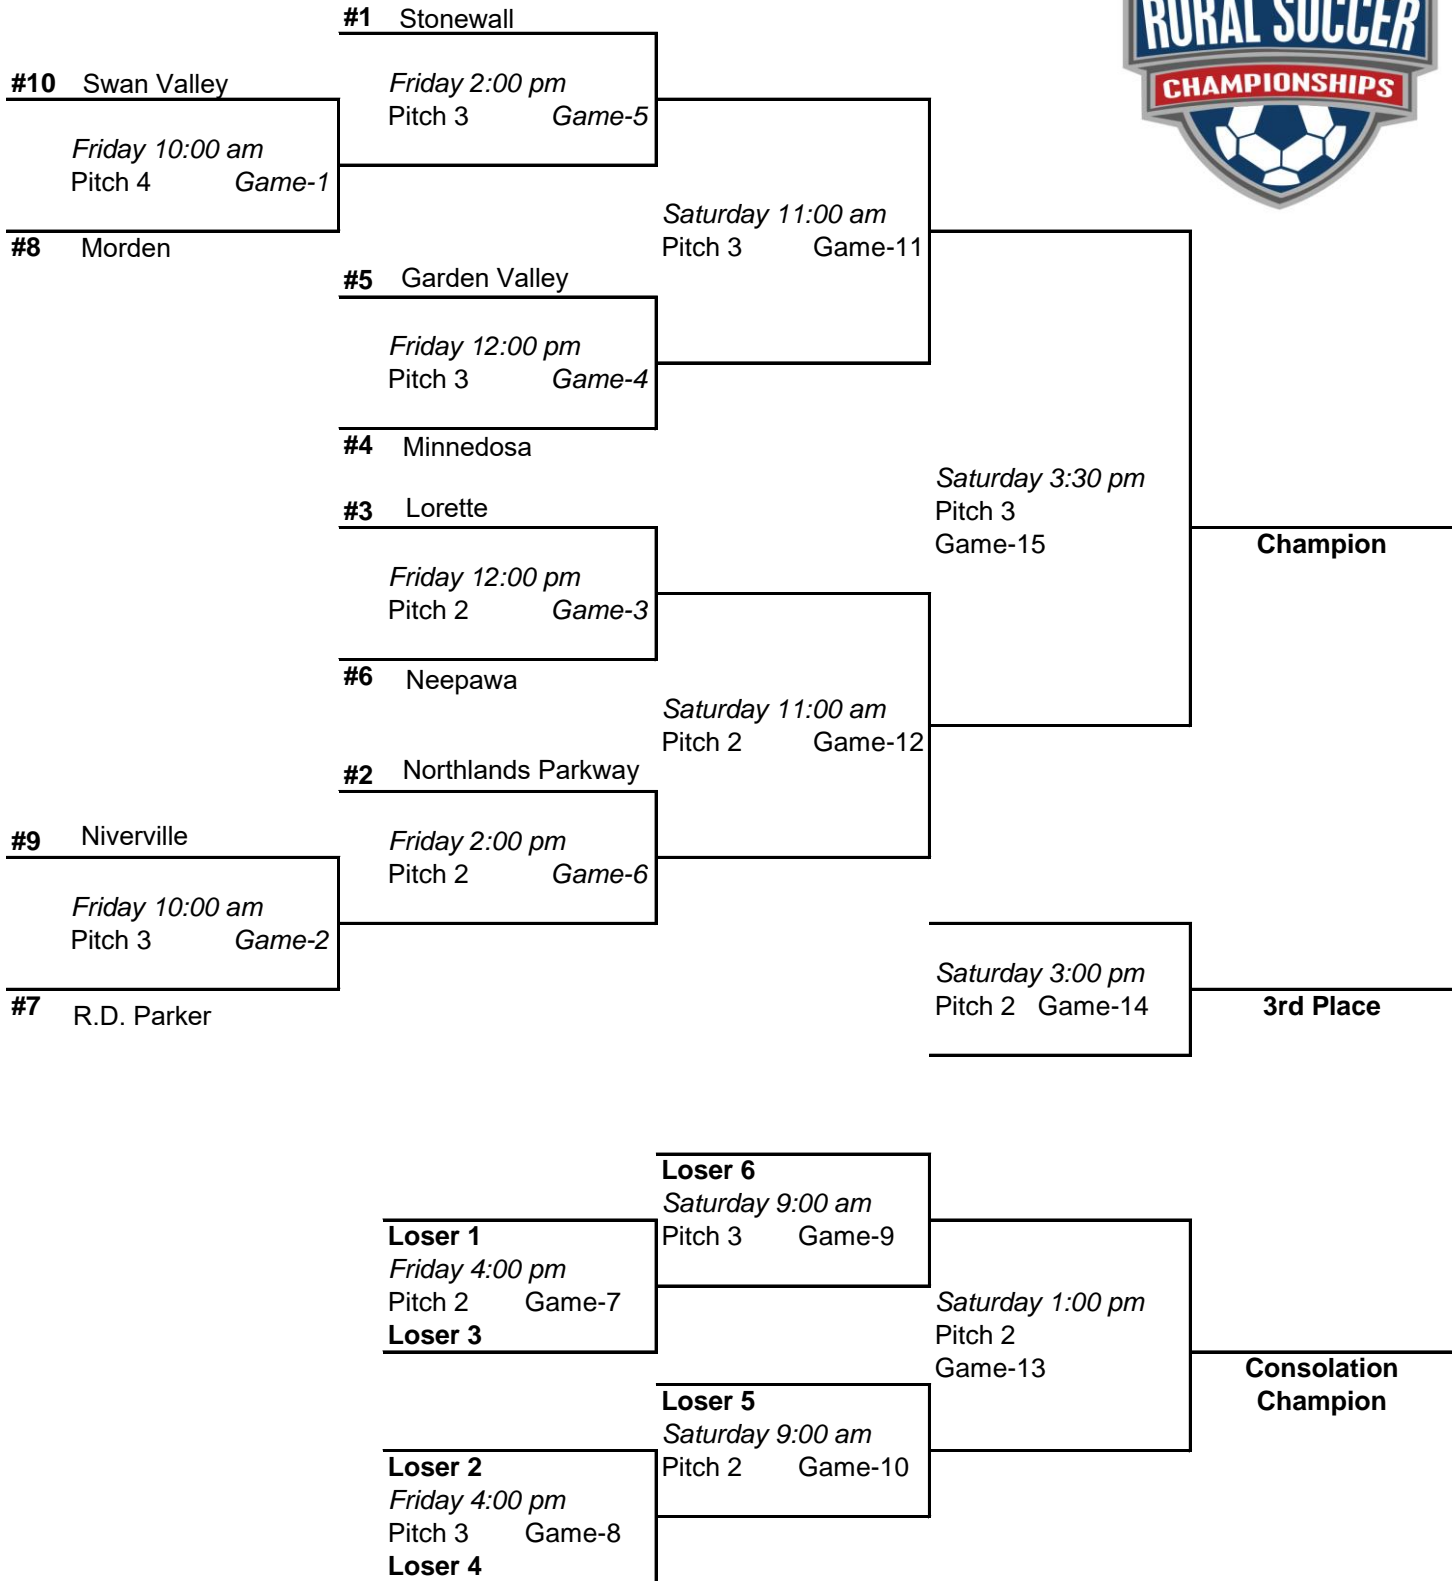 RURAL SOCCER
CHAMPIONSHIPS
#1 Stonewall
#10 Swan Valley
Friday 2:00 pm
Pitch 3 Game-5
Friday 10:00 am
Pitch 4 Game-1
#8 Morden
Saturday 11:00 am
Pitch 3 Game-11
#5 Garden Valley
Friday 12:00 pm
Pitch 3 Game-4
#4 Minnedosa
Saturday 3:30 pm
Pitch 3
Game-15
Champion
#3 Lorette
Friday 12:00 pm
Pitch 2 Game-3
#6 Neepawa
Saturday 11:00 am
Pitch 2 Game-12
#2 Northlands Parkway
#9 Niverville
Friday 2:00 pm
Pitch 2 Game-6
Friday 10:00 am
Pitch 3 Game-2
#7 R.D. Parker
Saturday 3:00 pm
Pitch 2 Game-14
3rd Place
Loser 6
Saturday 9:00 am
Pitch 3 Game-9
Loser 1
Friday 4:00 pm
Pitch 2 Game-7
Loser 3
Saturday 1:00 pm
Pitch 2
Game-13
Consolation
Champion
Loser 5
Saturday 9:00 am
Pitch 2 Game-10
Loser 2
Friday 4:00 pm
Pitch 3 Game-8
Loser 4